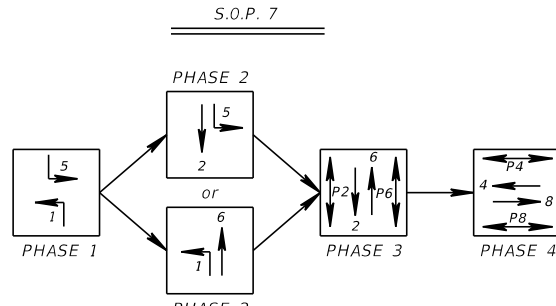 S.O.P. 7
PHASE 2
5
2
5
1
PHASE 1
or
6
1
PHASE 2
6
P2
P6
2
PHASE 3
P4
4
8
P8
PHASE 4